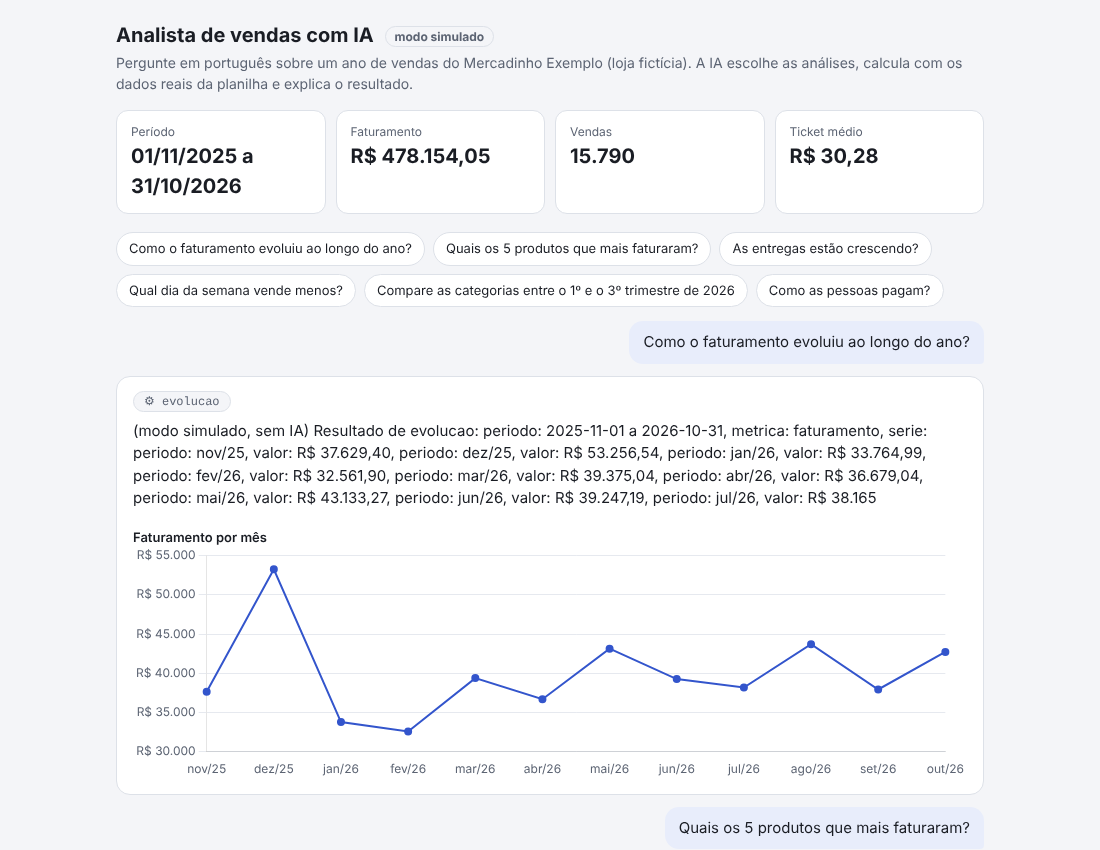 Analista de vendas com IA modo simulado
Pergunte em português sobre um ano de vendas do Mercadinho Exemplo (loja fictícia). A IA escolhe as análises, calcula com os
dados reais da planilha e explica o resultado.
Período
01/11/2025 a
31/10/2026
Faturamento
R$ 478.154,05
Vendas
15.790
Ticket médio
R$ 30,28
Como o faturamento evoluiu ao longo do ano? Quais os 5 produtos que mais faturaram? As entregas estão crescendo?
Qual dia da semana vende menos? Compare as categorias entre o 1º e o 3º trimestre de 2026 Como as pessoas pagam?
Como o faturamento evoluiu ao longo do ano?
⚙ evolucao
(modo simulado, sem IA) Resultado de evolucao: periodo: 2025-11-01 a 2026-10-31, metrica: faturamento, serie:
periodo: nov/25, valor: R$ 37.629,40, periodo: dez/25, valor: R$ 53.256,54, periodo: jan/26, valor: R$ 33.764,99,
periodo: fev/26, valor: R$ 32.561,90, periodo: mar/26, valor: R$ 39.375,04, periodo: abr/26, valor: R$ 36.679,04,
periodo: mai/26, valor: R$ 43.133,27, periodo: jun/26, valor: R$ 39.247,19, periodo: jul/26, valor: R$ 38.165
Faturamento por mês
R$ 55.000
R$ 50.000
R$ 45.000
R$ 40.000
R$ 35.000
R$ 30.000
nov/25 dez/25 jan/26 fev/26 mar/26 abr/26 mai/26 jun/26 jul/26 ago/26 set/26 out/26
Quais os 5 produtos que mais faturaram?